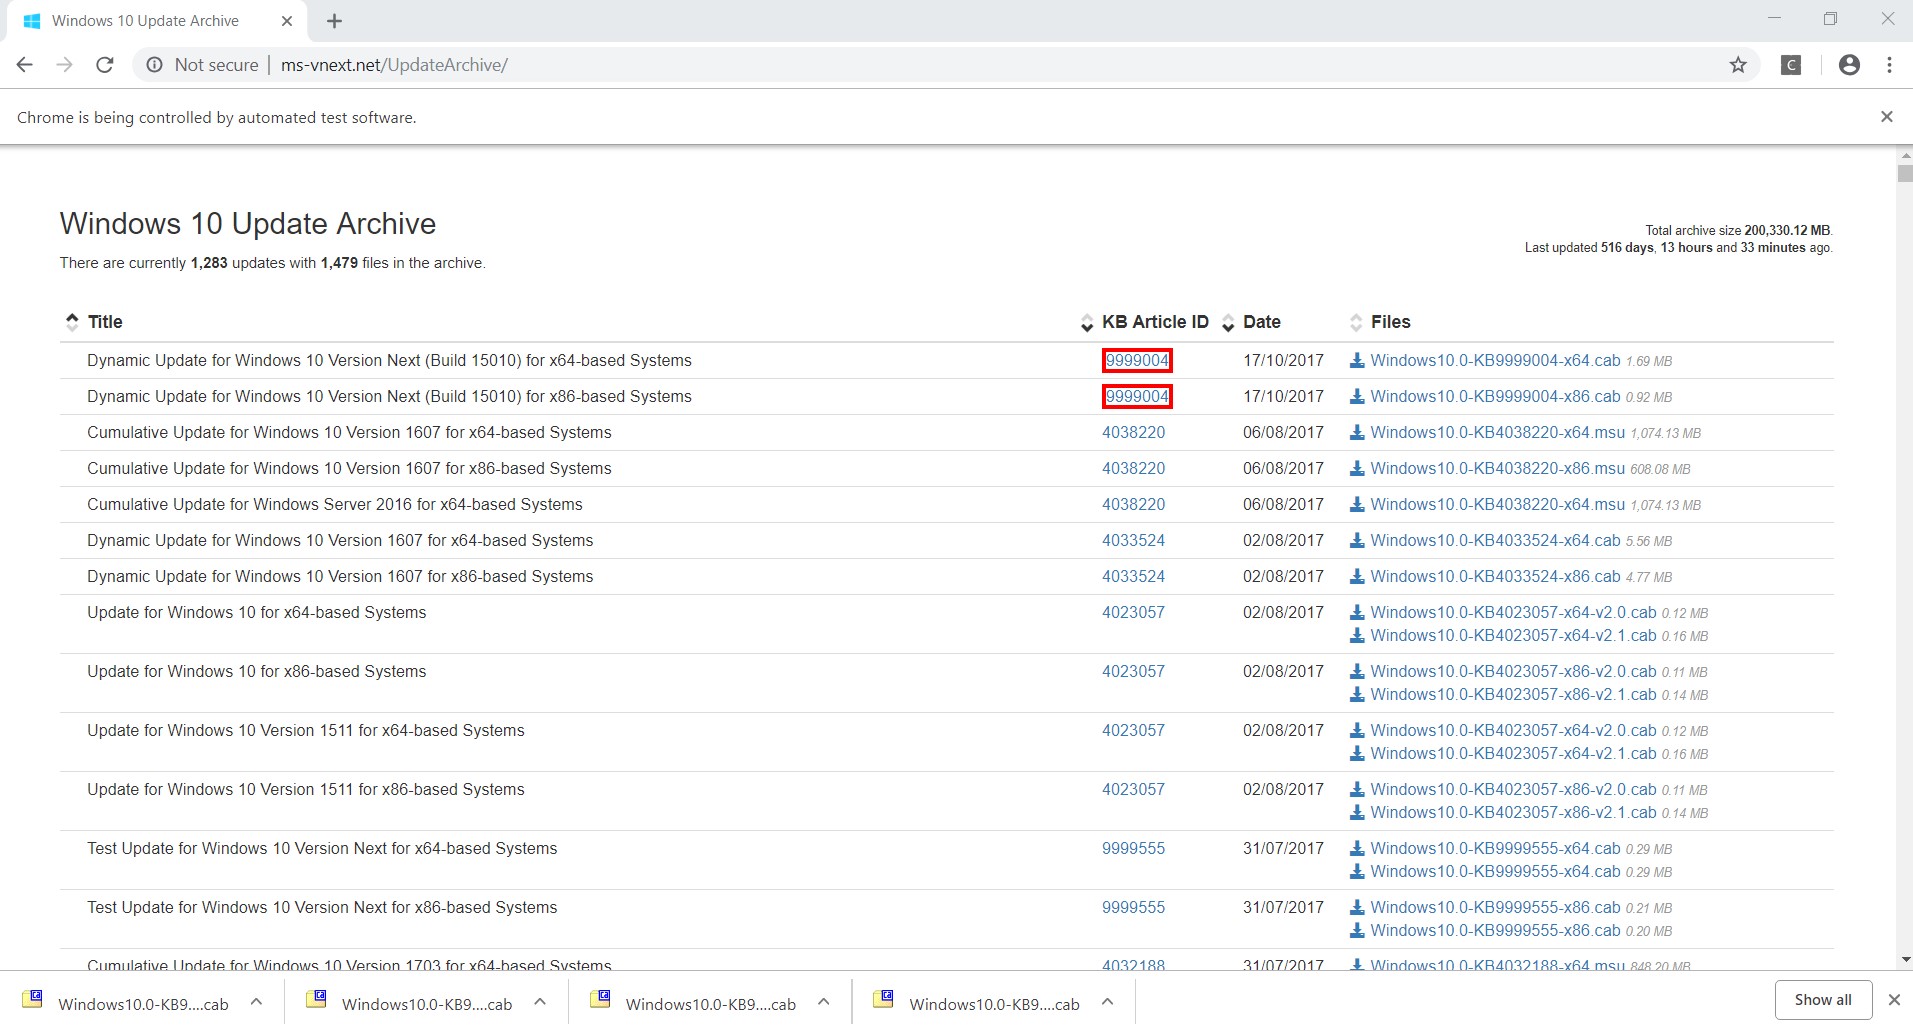 Windows 10 Update Archive
Not secure | ms-vnext.net/UpdateArchive/
C
Chrome is being controlled by automated test software.
Windows 10 Update Archive
Total archive size 200,330.12 MB.
There are currently 1,283 updates with 1,479 files in the archive.
Last updated 516 days, 13 hours and 33 minutes ago.
Title KB Article ID Date Files
Dynamic Update for Windows 10 Version Next (Build 15010) for x64-based Systems 9999004 17/10/2017 Windows10.0-KB9999004-x64.cab 1.69 MB
Dynamic Update for Windows 10 Version Next (Build 15010) for x86-based Systems 9999004 17/10/2017 Windows10.0-KB9999004-x86.cab 0.92 MB
Cumulative Update for Windows 10 Version 1607 for x64-based Systems 4038220 06/08/2017 Windows10.0-KB4038220-x64.msu 1,074.13 MB
Cumulative Update for Windows 10 Version 1607 for x86-based Systems 4038220 06/08/2017 Windows10.0-KB4038220-x86.msu 608.08 MB
Cumulative Update for Windows Server 2016 for x64-based Systems 4038220 06/08/2017 Windows10.0-KB4038220-x64.msu 1,074.13 MB
Dynamic Update for Windows 10 Version 1607 for x64-based Systems 4033524 02/08/2017 Windows10.0-KB4033524-x64.cab 5.56 MB
Dynamic Update for Windows 10 Version 1607 for x86-based Systems 4033524 02/08/2017 Windows10.0-KB4033524-x86.cab 4.77 MB
Update for Windows 10 for x64-based Systems 4023057 02/08/2017 Windows10.0-KB4023057-x64-v2.0.cab 0.12 MB
Windows10.0-KB4023057-x64-v2.1.cab 0.16 MB
Update for Windows 10 for x86-based Systems 4023057 02/08/2017 Windows10.0-KB4023057-x86-v2.0.cab 0.11 MB
Windows10.0-KB4023057-x86-v2.1.cab 0.14 MB
Update for Windows 10 Version 1511 for x64-based Systems 4023057 02/08/2017 Windows10.0-KB4023057-x64-v2.0.cab 0.12 MB
Windows10.0-KB4023057-x64-v2.1.cab 0.16 MB
Update for Windows 10 Version 1511 for x86-based Systems 4023057 02/08/2017 Windows10.0-KB4023057-x86-v2.0.cab 0.11 MB
Windows10.0-KB4023057-x86-v2.1.cab 0.14 MB
Test Update for Windows 10 Version Next for x64-based Systems 9999555 31/07/2017 Windows10.0-KB9999555-x64.cab 0.29 MB
Windows10.0-KB9999555-x64.cab 0.29 MB
Test Update for Windows 10 Version Next for x86-based Systems 9999555 31/07/2017 Windows10.0-KB9999555-x86.cab 0.21 MB
Windows10.0-KB9999555-x86.cab 0.20 MB
Cumulative Update for Windows 10 Version 1703 for x64-based Systems 4032188 31/07/2017 Windows10.0-KB4032188-x64.msu 848.20 MB
Windows10.0-KB9....cab Windows10.0-KB9....cab Windows10.0-KB9....cab Windows10.0-KB9....cab Show all